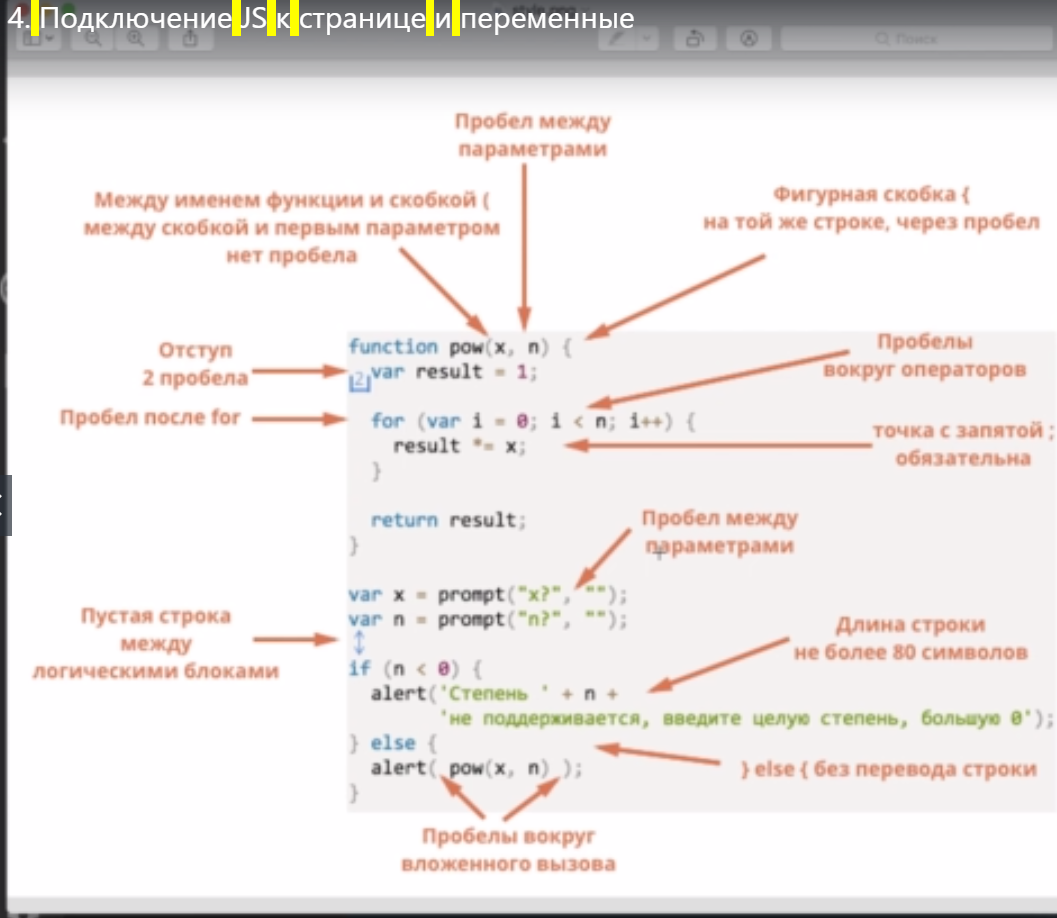 4. Подключение JS к странице и переменные
Поиск
Пробел между
параметрами
Между именем функции и скобкой (
между скобкой и первым параметром
нет пробела
Фигурная скобка {
на той же строке, через пробел
Отступ
2 пробела
Пробел после for
Пробелы
вокруг операторов
точка с запятой ;
обязательна
function pow(x, n) {
2
var result = 1;
for (var i = 0; i < n; i++) {
result *= x;
}
return result;
}
Пробел между
параметрами
var x = prompt("x?", "");
var n = prompt("n?", "");
Пустая строка
между
логическими блоками
Длина строки
не более 80 символов
if (n < 0) {
alert('Степень ' + n +
'не поддерживается, введите целую степень, большую 0');
} else {
alert( pow(x, n) );
}
} else { без перевода строки
Пробелы вокруг
вложенного вызова